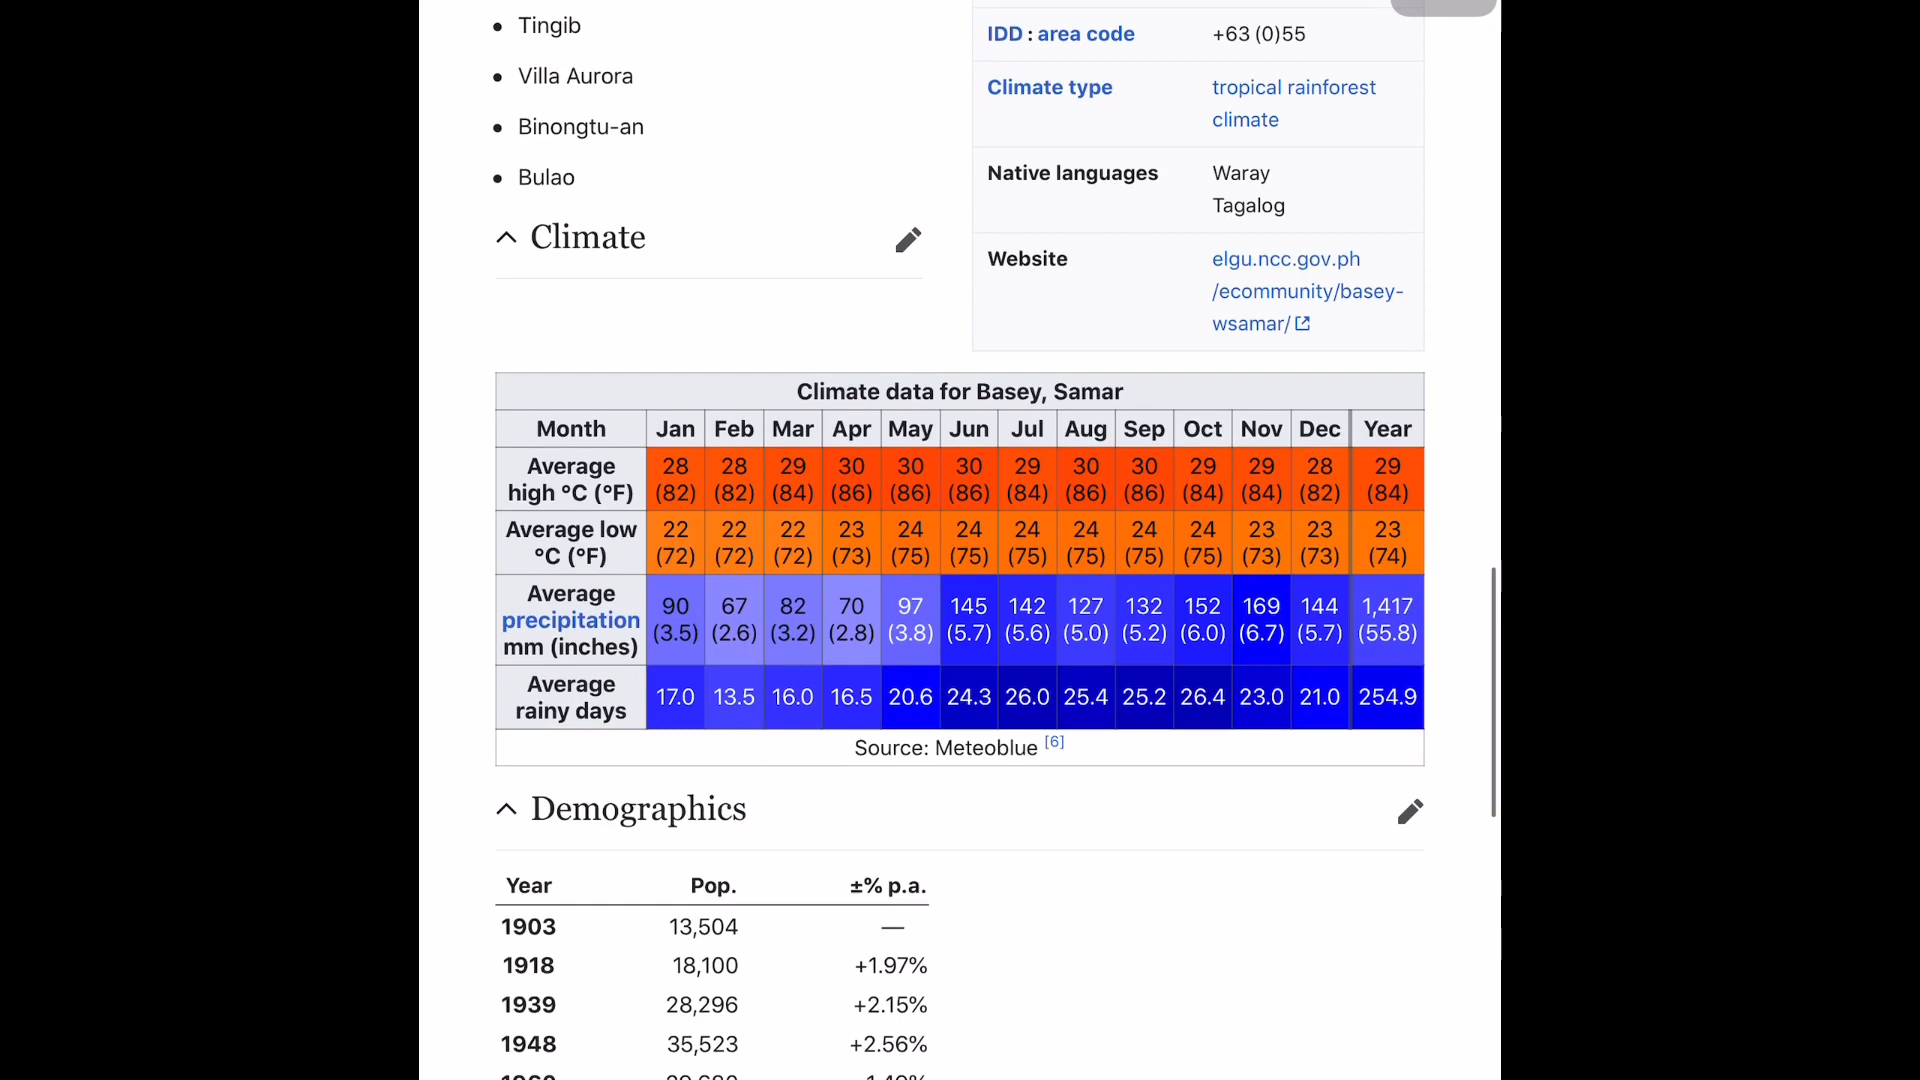 Tingib
Villa Aurora
Binongtu-an
Bulao
Climate
IDD : area code +63 (0)55
Climate type tropical rainforest
climate
Native languages Waray
Tagalog
Website elgu.ncc.gov.ph
/ecommunity/basey-
wsamar/
Climate data for Basey, Samar
Month Jan Feb Mar Apr May Jun Jul Aug Sep Oct Nov Dec Year
Average 28 28 29 30 30 30 29 30 30 29 29 28 29
high °C (°F) (82) (82) (84) (86) (86) (86) (84) (86) (86) (84) (84) (82) (84)
Average low 22 22 22 23 24 24 24 24 24 24 23 23 23
°C (°F) (72) (72) (72) (73) (75) (75) (75) (75) (75) (75) (73) (73) (74)
Average
precipitation
mm (inches)
90 67 82 70 97 145 142 127 132 152 169 144 1,417
(3.5) (2.6) (3.2) (2.8) (3.8) (5.7) (5.6) (5.0) (5.2) (6.0) (6.7) (5.7) (55.8)
Average
rainy days
17.0 13.5 16.0 16.5 20.6 24.3 26.0 25.4 25.2 26.4 23.0 21.0 254.9
Source: Meteoblue [6]
Demographics
Year Pop. ±% p.a.
1903 13,504 —
1918 18,100 +1.97%
1939 28,296 +2.15%
1948 35,523 +2.56%